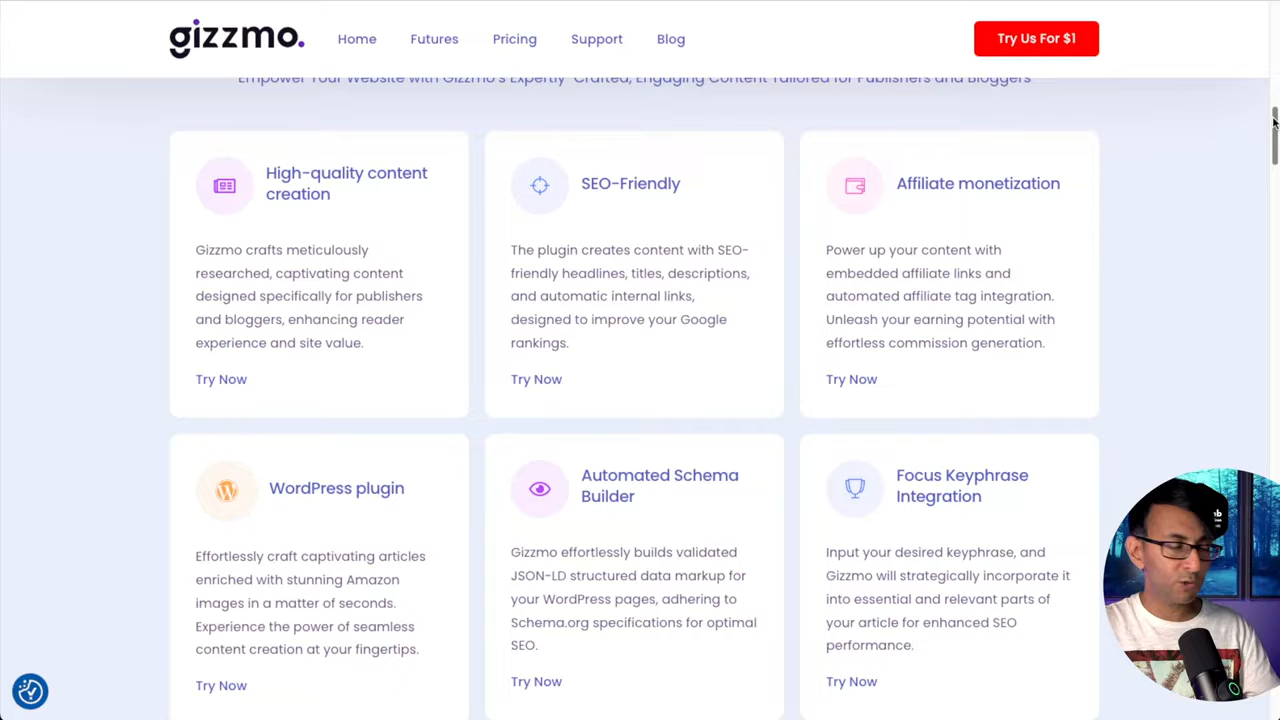 gizzmo.
Home
Futures
Pricing
Support
Blog
Try Us For $1
Empower Your Website with Gizzmo's Expertly-Crafted, Engaging Content Tailored for Publishers and Bloggers
High-quality content
creation
Gizzmo crafts meticulously
researched, captivating content
designed specifically for publishers
and bloggers, enhancing reader
experience and site value.
Try Now
SEO-Friendly
The plugin creates content with SEO-
friendly headlines, titles, descriptions,
and automatic internal links,
designed to improve your Google
rankings.
Try Now
Affiliate monetization
Power up your content with
embedded affiliate links and
automated affiliate tag integration.
Unleash your earning potential with
effortless commission generation.
Try Now
WordPress plugin
Effortlessly craft captivating articles
enriched with stunning Amazon
images in a matter of seconds.
Experience the power of seamless
content creation at your fingertips.
Try Now
Automated Schema
Builder
Gizzmo effortlessly builds validated
JSON-LD structured data markup for
your WordPress pages, adhering to
Schema.org specifications for optimal
SEO.
Try Now
Focus Keyphrase
Integration
Input your desired keyphrase, and
Gizzmo will strategically incorporate it
into essential and relevant parts of
your article for enhanced SEO
performance.
Try Now